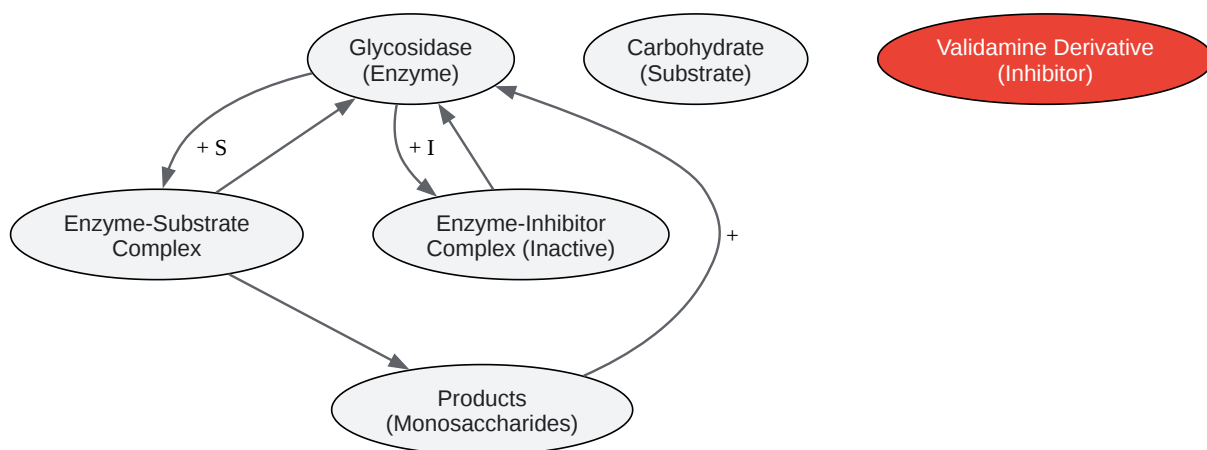 Glycosidase
(Enzyme)
Carbohydrate
(Substrate)
Validamine Derivative
(Inhibitor)
+ S
+ I
Enzyme-Substrate
Complex
Enzyme-Inhibitor
Complex (Inactive)
+
Products
(Monosaccharides)